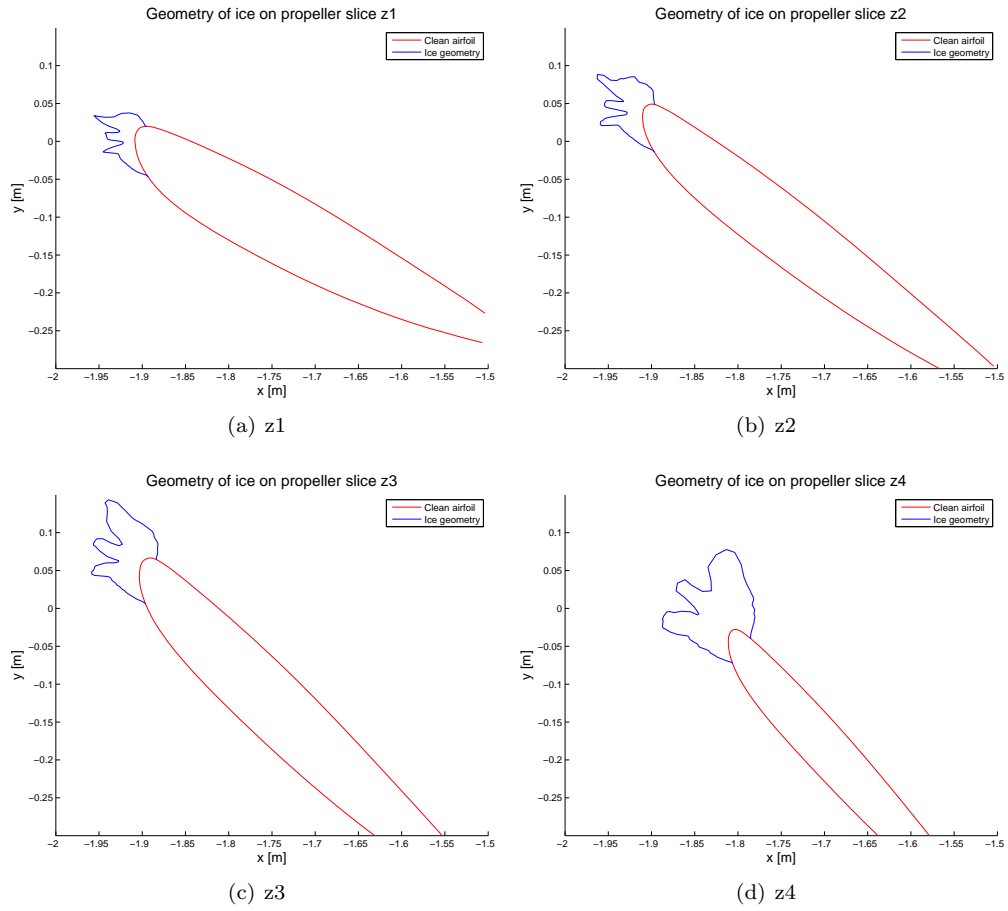 Geometry of ice on propeller slice z1
Clean airfoil
Ice geometry
y [m]
0.1
0.05
0
−0.05
−0.1
−0.15
−0.2
−0.25
−2 −1.95 −1.9 −1.85 −1.8 −1.75 −1.7 −1.65 −1.6 −1.55 −1.5
x [m]
(a) z1
Geometry of ice on propeller slice z2
Clean airfoil
Ice geometry
y [m]
0.1
0.05
0
−0.05
−0.1
−0.15
−0.2
−0.25
−2 −1.95 −1.9 −1.85 −1.8 −1.75 −1.7 −1.65 −1.6 −1.55 −1.5
x [m]
(b) z2
Geometry of ice on propeller slice z3
Clean airfoil
Ice geometry
y [m]
0.1
0.05
0
−0.05
−0.1
−0.15
−0.2
−0.25
−2 −1.95 −1.9 −1.85 −1.8 −1.75 −1.7 −1.65 −1.6 −1.55 −1.5
x [m]
(c) z3
Geometry of ice on propeller slice z4
Clean airfoil
Ice geometry
y [m]
0.1
0.05
0
−0.05
−0.1
−0.15
−0.2
−0.25
−2 −1.95 −1.9 −1.85 −1.8 −1.75 −1.7 −1.65 −1.6 −1.55 −1.5
x [m]
(d) z4